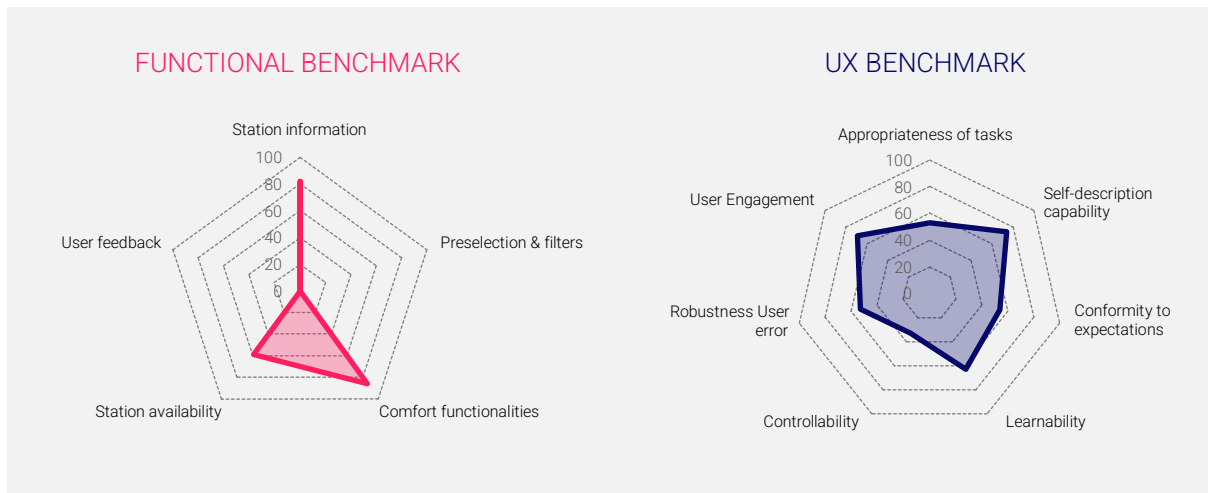 FUNCTIONAL BENCHMARK
Station information
100
80
60
40
20
0
User feedback
Preselection & filters
Station availability
Comfort functionalities
UX BENCHMARK
Appropriateness of tasks
100
80
60
40
20
0
User Engagement
Self-description
capability
Robustness User
error
Conformity to
expectations
Controllability
Learnability